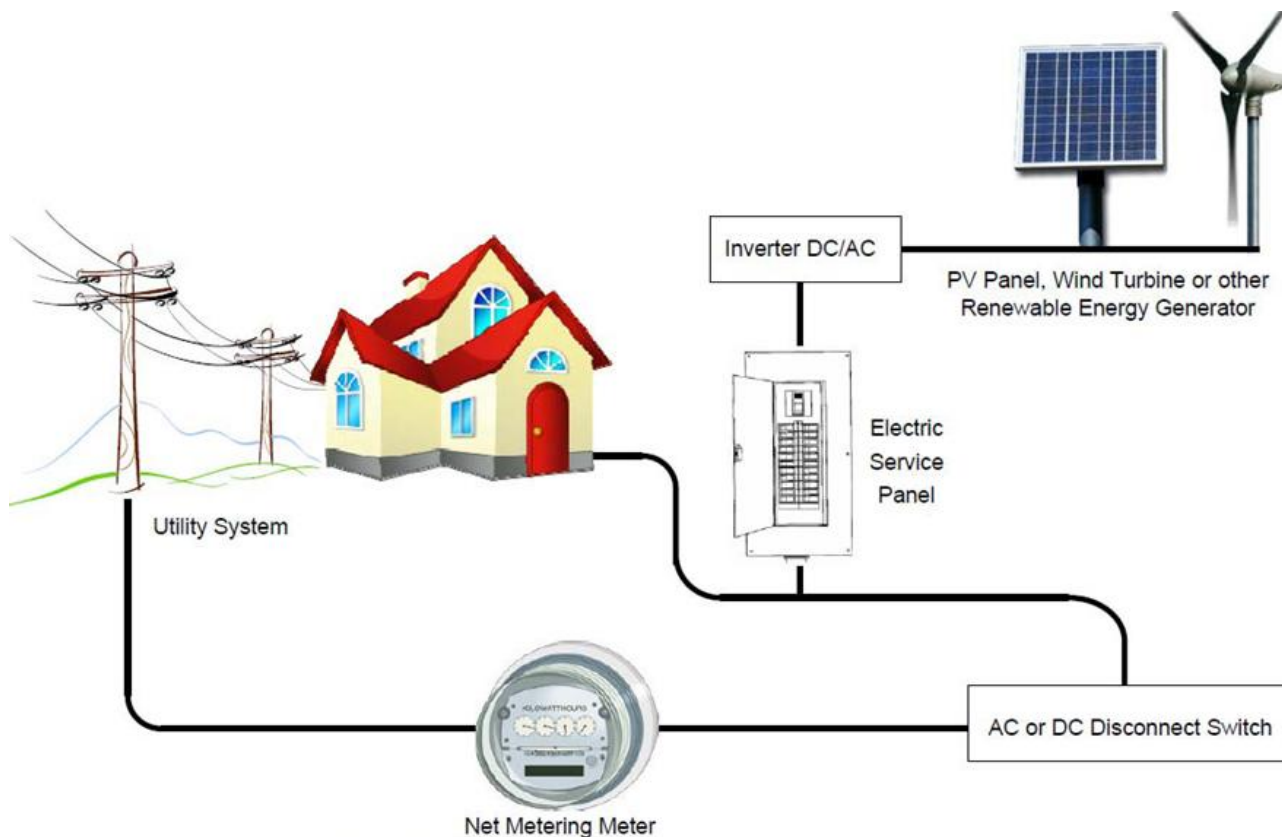 Inverter DC/AC
PV Panel, Wind Turbine or other
Renewable Energy Generator
Electric
Service
Panel
Utility System
KILOWATTHOURS
AC or DC Disconnect Switch
Net Metering Meter